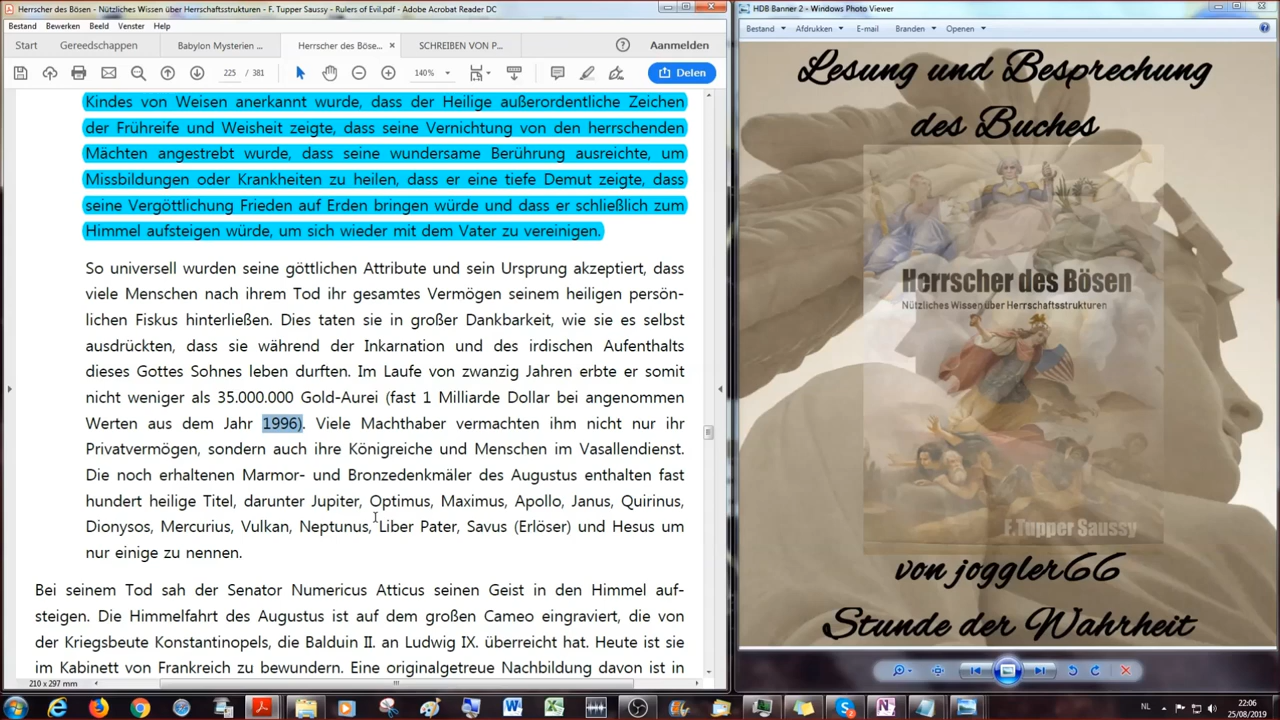 Herrscher des Bösen - Nützliches Wissen über Herrschaftsstrukturen - F. Tupper Saussy - Rulers of Evil.pdf - Adobe Acrobat Reader DC
Bestand Bewerken Beeld Venster Help
Start Gereedschappen Babylon Mysterien ... Herrscher des Böse... × SCHREIBEN VON P... Aanmelden
225 / 381 140% Delen
Kindes von Weisen anerkannt wurde, dass der Heilige außerordentliche Zeichen
der Frühreife und Weisheit zeigte, dass seine Vernichtung von den herrschenden
Mächten angestrebt wurde, dass seine wundersame Berührung ausreichte, um
Missbildungen oder Krankheiten zu heilen, dass er eine tiefe Demut zeigte, dass
seine Vergöttlichung Frieden auf Erden bringen würde und dass er schließlich zum
Himmel aufsteigen würde, um sich wieder mit dem Vater zu vereinigen.
So universell wurden seine göttlichen Attribute und sein Ursprung akzeptiert, dass
viele Menschen nach ihrem Tod ihr gesamtes Vermögen seinem heiligen persön-
lichen Fiskus hinterließen. Dies taten sie in großer Dankbarkeit, wie sie es selbst
ausdrückten, dass sie während der Inkarnation und des irdischen Aufenthalts
dieses Gottes Sohnes leben durften. Im Laufe von zwanzig Jahren erbte er somit
nicht weniger als 35.000.000 Gold-Aurei (fast 1 Milliarde Dollar bei angenommen
Werten aus dem Jahr 1996). Viele Machthaber vermachten ihm nicht nur ihr
Privatvermögen, sondern auch ihre Königreiche und Menschen im Vasallendienst.
Die noch erhaltenen Marmor- und Bronzedenkmäler des Augustus enthalten fast
hundert heilige Titel, darunter Jupiter, Optimus, Maximus, Apollo, Janus, Quirinus,
Dionysos, Mercurius, Vulkan, Neptunus, Liber Pater, Savus (Erlöser) und Hesus um
nur einige zu nennen.
Bei seinem Tod sah der Senator Numericus Atticus seinen Geist in den Himmel auf-
steigen. Die Himmelfahrt des Augustus ist auf dem großen Cameo eingraviert, die von
der Kriegsbeute Konstantinopels, die Balduin II. an Ludwig IX. überreicht hat. Heute ist sie
im Kabinett von Frankreich zu bewundern. Eine originalgetreue Nachbildung davon ist in
210 x 297 mm
HDB Banner 2 - Windows Photo Viewer
Bestand Afdrukken E-mail Branden Openen
Lesung und Besprechung
des Buches
Herrscher des Bösen
Nützliches Wissen über Herrschaftsstrukturen
F.Tupper Saussy
von joggler66
Stunde der Wahrheit
NL 22:06
25/08/2019